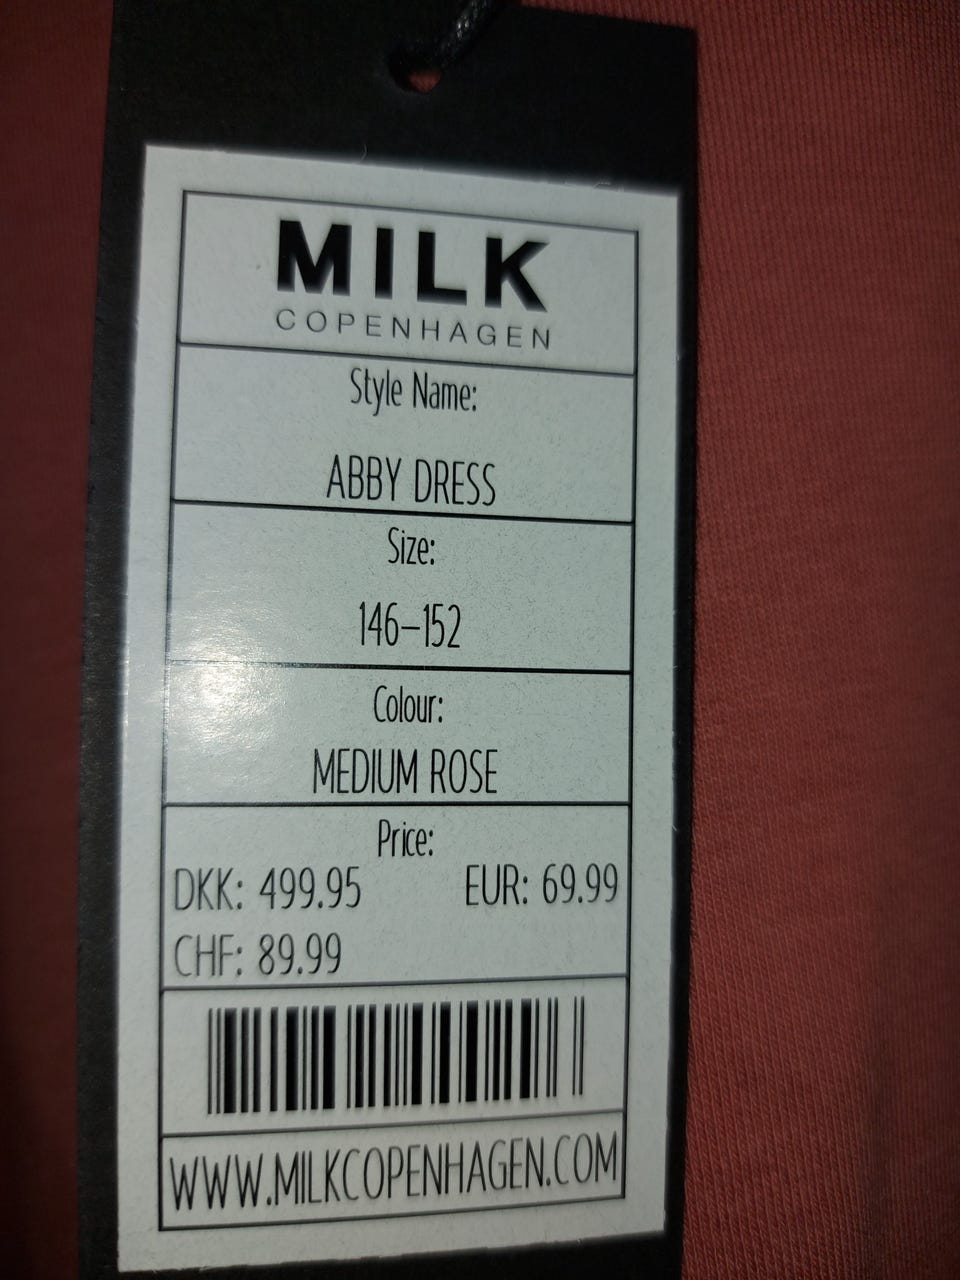 MILK
COPENHAGEN
Style Name:
ABBY DRESS
Size:
146-152
Colour:
MEDIUM ROSE
Price:
DKK: 499.95 EUR: 69.99
CHF: 89.99
WWW.MILKCOPENHAGEN.COM